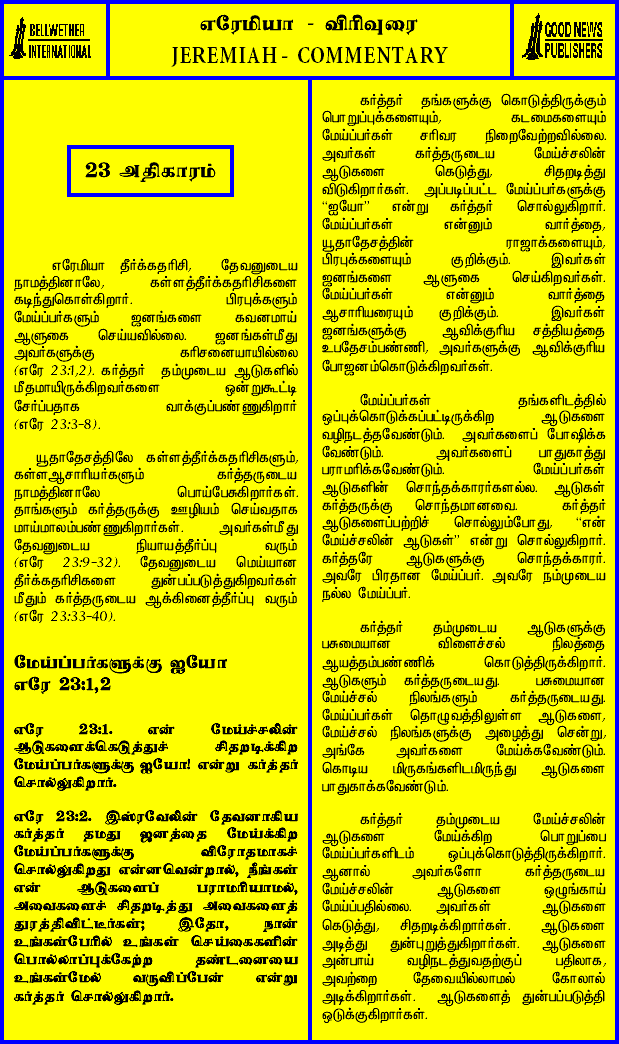 BELLWETHER
INTERNATIONAL
எரேமியா - விரிவுரை
JEREMIAH - COMMENTARY
GOOD NEWS
PUBLISHERS
23 அதிகாரம்
எரேமியா தீர்க்கதரிசி, தேவனுடைய
நாமத்தினாலே, கள்ளத்தீர்க்கதரிசிகளை
கடிந்துகொள்கிறார். பிரபுக்களும்
மேய்ப்பர்களும் ஜனங்களை கவனமாய்
ஆளுகை செய்யவில்லை. ஜனங்கள்மீது
அவர்களுக்கு கரிசனையாயில்லை
(எரே 23:1,2). கர்த்தர் தம்முடைய ஆடுகளில்
மீதமாயிருகிறவர்களை ஒன்றுகூட்டி
சேர்ப்பதாக வாக்குப்பண்ணுகிறார்
(எரே 23:3-8).
யூதாதேசத்திலே கள்ளத்தீர்க்கதரிசிகளும்,
கள்ளஆசாரியர்களும் கர்த்தருடைய
நாமத்தினாலே பொய்பேசுகிறார்கள்.
தாங்களும் கர்த்தருக்கு ஊழியம் செய்வதாக
மாய்மாலம்பண்ணுகிறார்கள். அவர்கள்மீது
தேவனுடைய நியாயத்தீர்ப்பு வரும்
(எரே 23:9-32). தேவனுடைய மெய்யான
தீர்க்கதரிசிகளை துன்பப்படுத்துகிறவர்கள்
மீதும் கர்த்தருடைய ஆக்கினைத்தீர்ப்பு வரும்
(எரே 23:33-40).
மேய்ப்பர்களுக்கு ஐயோ
எரே 23:1,2
எரே 23:1. என் மேய்ச்சலின்
ஆடுகளைக்கெடுத்துச் சிதறடிக்கிற
மேய்ப்பர்களுக்கு ஐயோ! என்று கர்த்தர்
சொல்லுகிறார்.
எரே 23:2. இஸ்ரவேலின் தேவனாகிய
கர்த்தர் தமது ஜனத்தை மேய்க்கிற
மேய்ப்பர்களுக்கு விரோதமாகச்
சொல்லுகிறது என்னவென்றால், நீங்கள்
என் ஆடுகளைப் பராமரியாமல்,
அவைகளைச் சிதறடித்து அவைகளைத்
துரத்திவிட்டீர்கள்; இதோ, நான்
உங்கள்பேரில் உங்கள் செய்கைகளின்
பொல்லாப்புக்கேற்ற தண்டனையை
உங்கள்மேல் வருவிப்பேன் என்று
கர்த்தர் சொல்லுகிறார்.
கர்த்தர் தங்களுக்கு கொடுத்திருக்கும்
பொறுப்புக்களையும், கடமைகளையும்
மேய்ப்பர்கள் சரிவர நிறைவேற்றவில்லை.
அவர்கள் கர்த்தருடைய மேய்ச்சலின்
ஆடுகளை கெடுத்து, சிதறடித்து
விடுகிறார்கள். அப்படிப்பட்ட மேய்ப்பர்களுக்கு
“ஐயோ” என்று கர்த்தர் சொல்லுகிறார்.
மேய்ப்பர்கள் என்னும் வார்த்தை,
யூதாதேசத்தின் ராஜாக்களையும்,
பிரபுக்களையும் குறிக்கும். இவர்கள்
ஜனங்களை ஆளுகை செய்கிறவர்கள்.
மேய்ப்பர்கள் என்னும் வார்த்தை
ஆசாரியரையும் குறிக்கும். இவர்கள்
ஜனங்களுக்கு ஆவிக்குரிய சத்தியத்தை
உபதேசம்பண்ணி, அவர்களுக்கு ஆவிக்குரிய
போஜனம்கொடுக்கிறவர்கள்.
மேய்ப்பர்கள் தங்களிடத்தில்
ஒப்புக்கொடுக்கப்பட்டிருக்கிற ஆடுகளை
வழிநடத்தவேண்டும். அவர்களைப் போஷிக்க
வேண்டும். அவர்களைப் பாதுகாத்து
பராமரிக்கவேண்டும். மேய்ப்பர்கள்
ஆடுகளின் சொந்தக்காரர்களல்ல. ஆடுகள்
கர்த்தருக்கு சொந்தமானவை. கர்த்தர்
ஆடுகளைப்பற்றிச் சொல்லும்போது, “என்
மேய்ச்சலின் ஆடுகள்” என்று சொல்லுகிறார்.
கர்த்தரே ஆடுகளுக்கு சொந்தக்காரர்.
அவரே பிரதான மேய்ப்பர். அவரே நம்முடைய
நல்ல மேய்ப்பர்.
கர்த்தர் தம்முடைய ஆடுகளுக்கு
பசுமையான விளைச்சல் நிலத்தை
ஆயத்தம்பண்ணிக் கொடுத்திருக்கிறார்.
ஆடுகளும் கர்த்தருடையது. பசுமையான
மேய்ச்சல் நிலங்களும் கர்த்தருடையது.
மேய்ப்பர்கள் தொழுவத்திலுள்ள ஆடுகளை,
மேய்ச்சல் நிலங்களுக்கு அழைத்து சென்று,
அங்கே அவர்களை மேய்க்கவேண்டும்.
கொடிய மிருகங்களிடமிருந்து ஆடுகளை
பாதுகாக்கவேண்டும்.
கர்த்தர் தம்முடைய மேய்ச்சலின்
ஆடுகளை மேய்க்கிற பொறுப்பை
மேய்ப்பர்களிடம் ஒப்புக்கொடுத்திருக்கிறார்.
ஆனால் அவர்களோ கர்த்தருடைய
மேய்ச்சலின் ஆடுகளை ஒழுங்காய்
மேய்ப்பதில்லை. அவர்கள் ஆடுகளை
கெடுத்து, சிதறடிக்கிறார்கள். ஆடுகளை
அடித்து துன்புறுத்துகிறார்கள். ஆடுகளை
அன்பாய் வழிநடத்துவதற்குப் பதிலாக,
அவற்றை தேவையில்லாமல் கோலால்
அடிக்கிறார்கள். ஆடுகளைத் துன்பப்படுத்தி
ஒடுக்குகிறார்கள்.